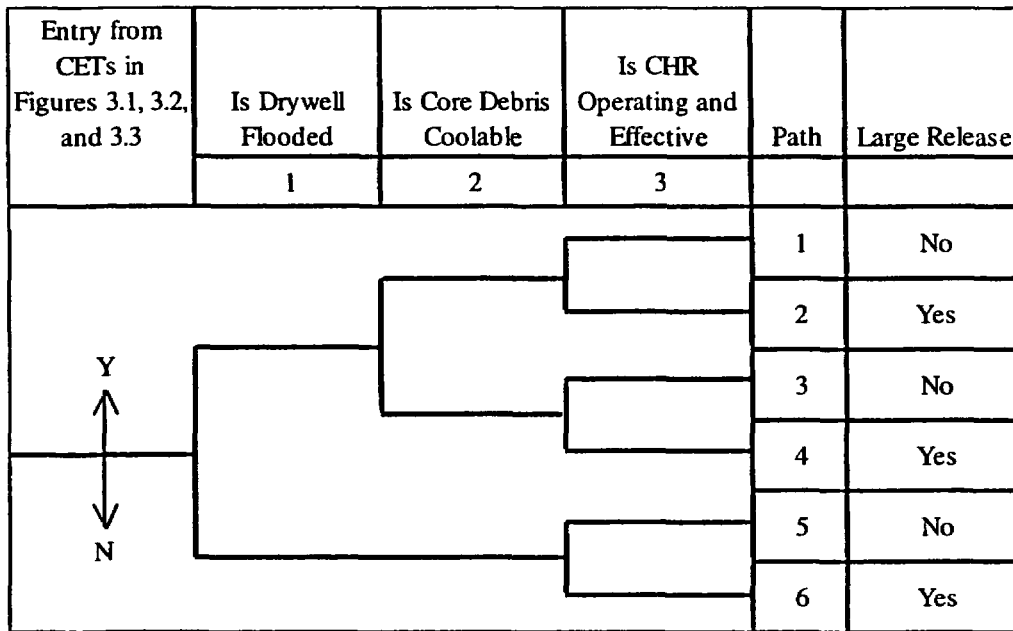 Entry from
CETs in
Figures 3.1, 3.2,
and 3.3
Is Drywell
Flooded
Is Core Debris
Coolable
Is CHR
Operating and
Effective
Path
Large Release
1
2
3
1
No
2
Yes
Y
3
No
4
Yes
N
5
No
6
Yes